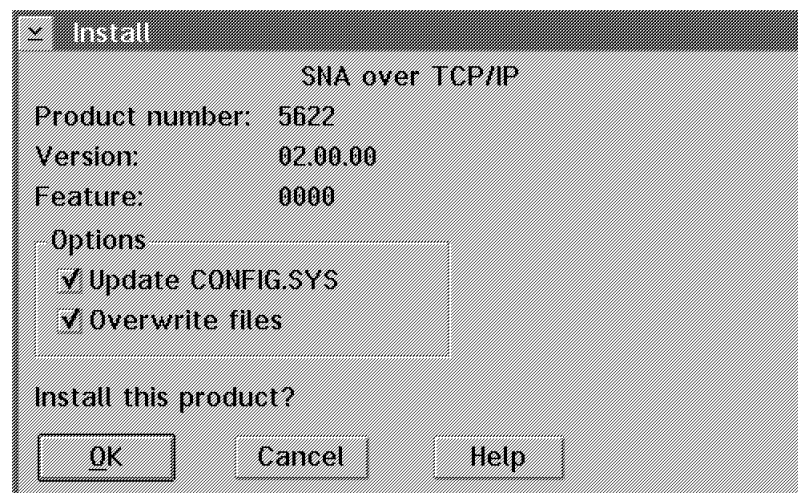 Install
SNA over TCP/IP
Product number: 5622
Version: 02.00.00
Feature: 0000
Options
Update CONFIG.SYS
Overwrite files
Install this product?
OK Cancel Help